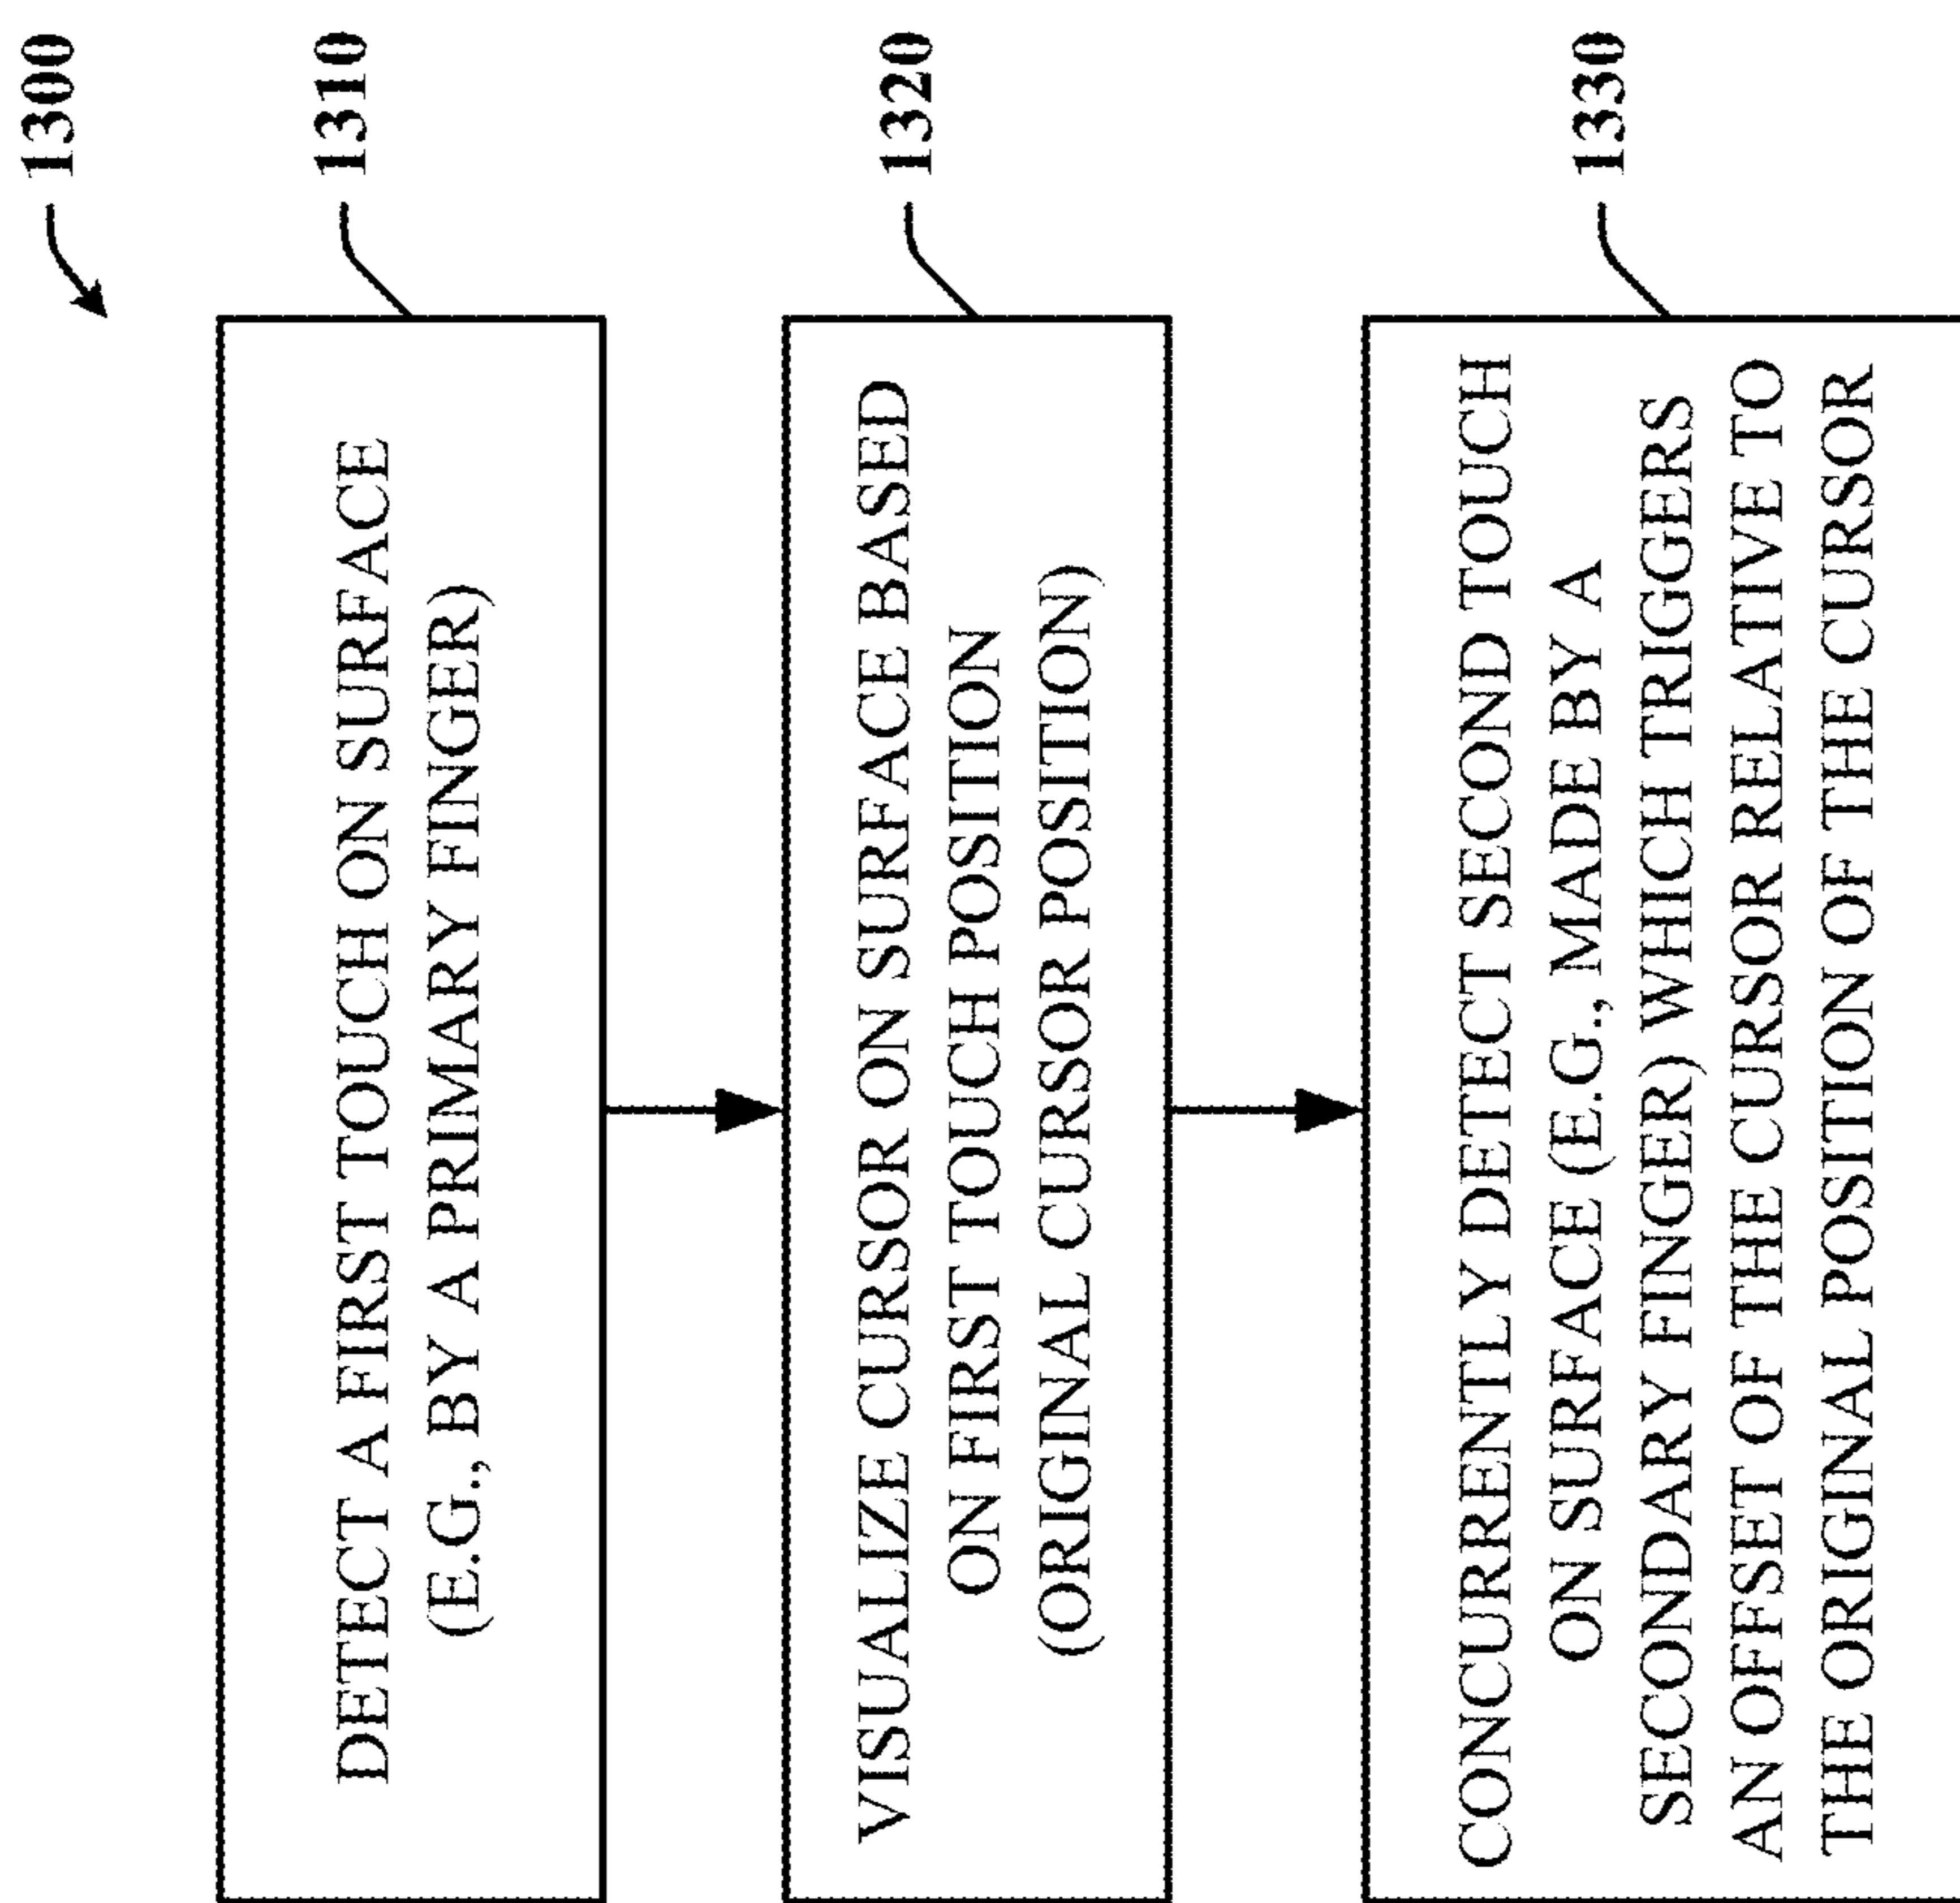 1300
1310
DETECT A FIRST TOUCH ON SURFACE
(E.G., BY A PRIMARY FINGER)
1320
VISUALIZE CURSOR ON SURFACE BASED
ON FIRST TOUCH POSITION
(ORIGINAL CURSOR POSITION)
1330
CONCURRENTLY DETECT SECOND TOUCH
ON SURFACE (E.G., MADE BY A
SECONDARY FINGER) WHICH TRIGGERS
AN OFFSET OF THE CURSOR RELATIVE TO
THE ORIGINAL POSITION OF THE CURSOR